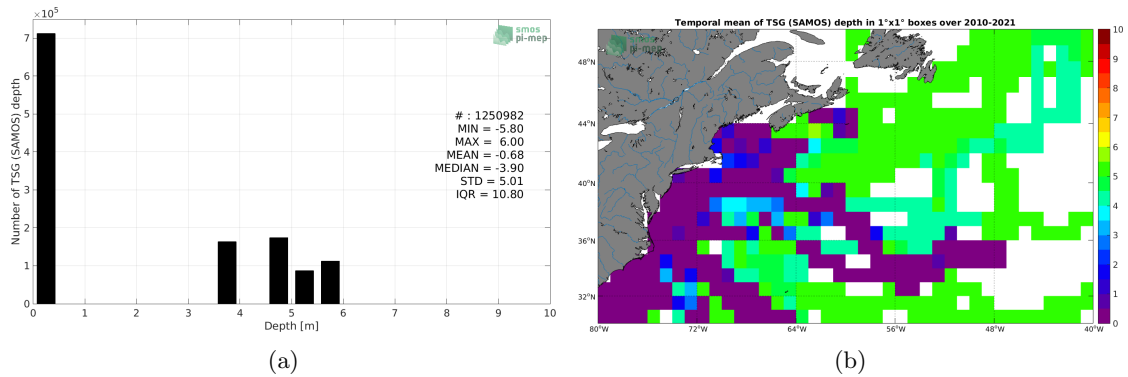 ×10⁵
7
6
5
4
3
2
1
0
Number of TSG (SAMOS) depth
smos
pi-mep
# : 1250982
MIN = -5.80
MAX = 6.00
MEAN = -0.68
MEDIAN = -3.90
STD = 5.01
IQR = 10.80
0 1 2 3 4 5 6 7 8 9 10
Depth [m]
(a)
Temporal mean of TSG (SAMOS) depth in 1°x1° boxes over 2010-2021
smos
pi-mep
48°N
44°N
40°N
36°N
32°N
80°W 72°W 64°W 56°W 48°W 40°W
10
9
8
7
6
5
4
3
2
1
0
(b)